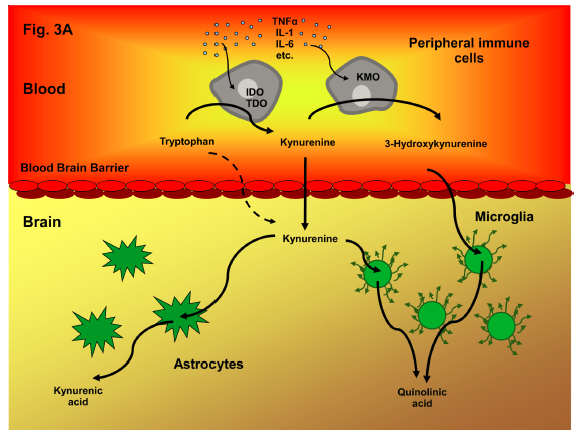 Fig. 3A
TNFα
IL-1
IL-6
etc.
Peripheral immune
cells
Blood
IDO
TDO
KMO
Tryptophan
Kynurenine
3-Hydroxykynurenine
Blood Brain Barrier
Brain
Microglia
Kynurenine
Astrocytes
Kynurenic
acid
Quinolinic
acid